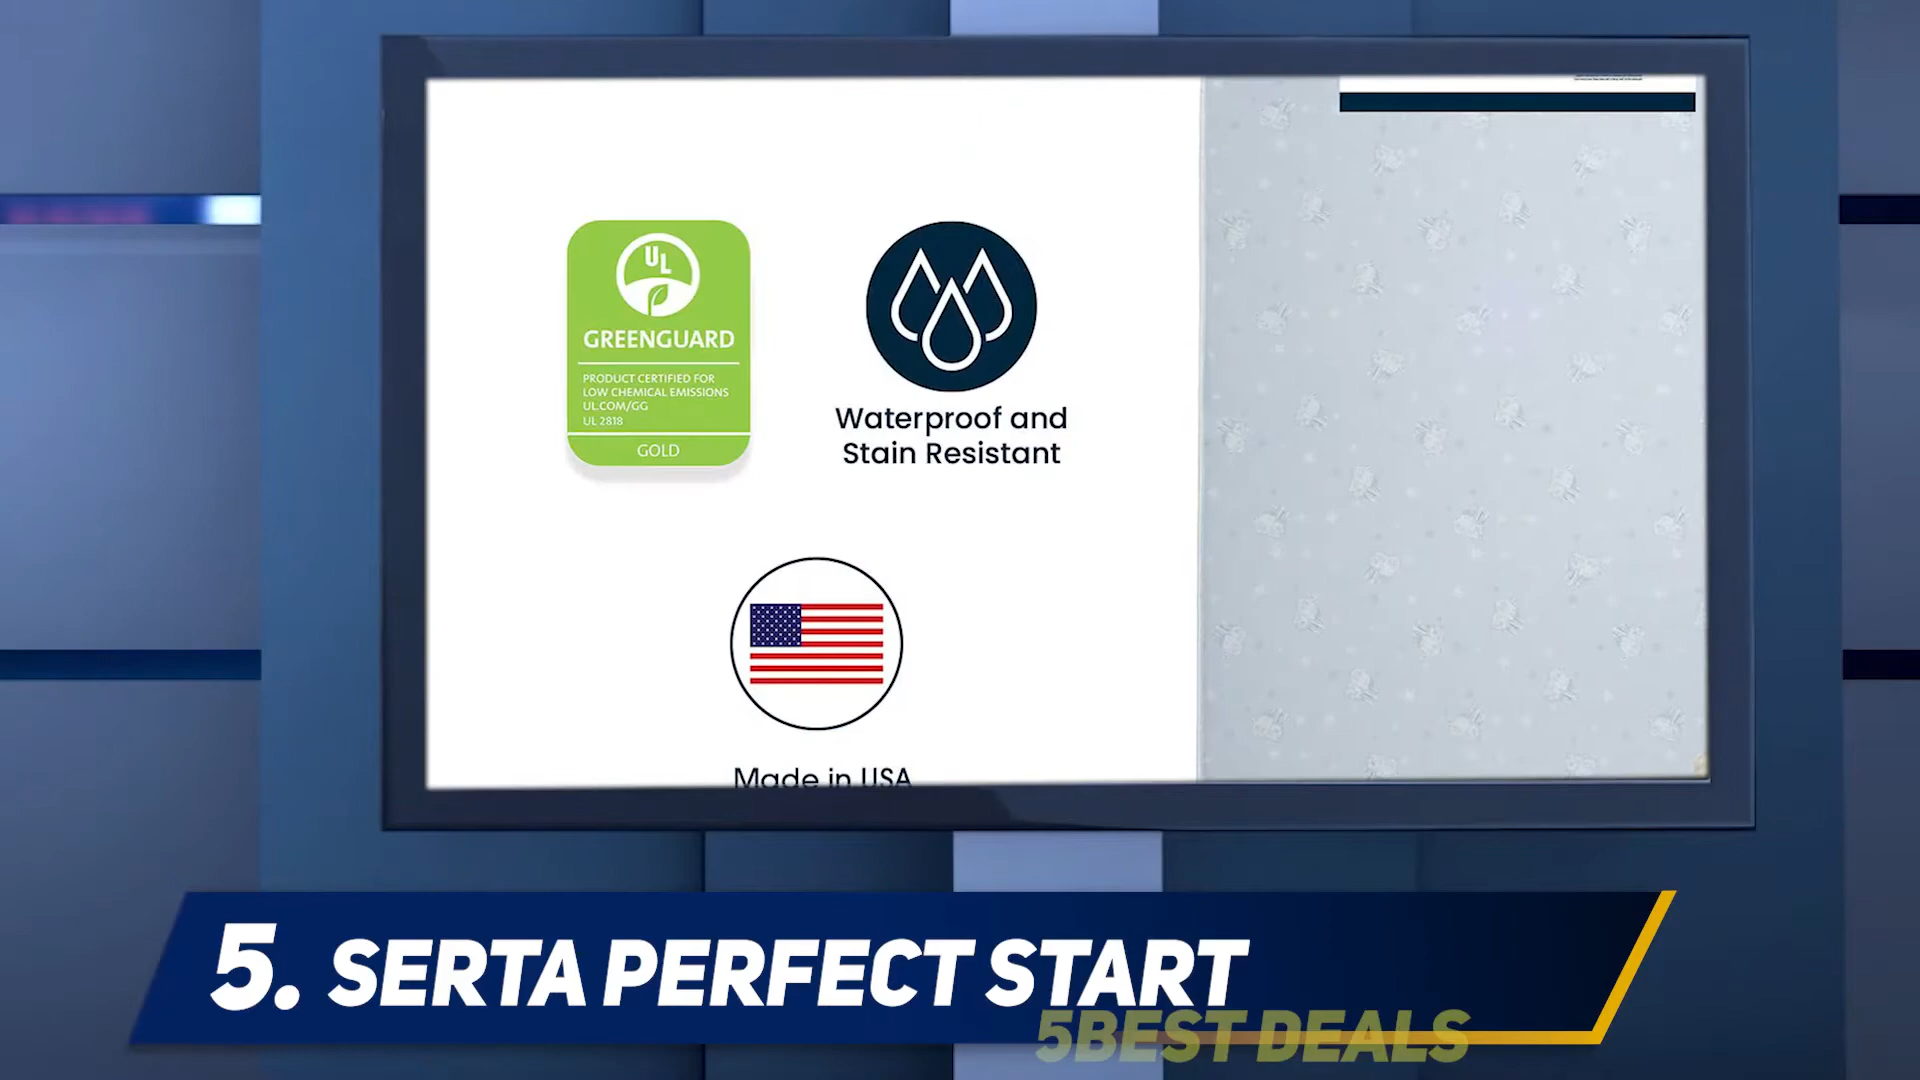 UL
GREENGUARD
PRODUCT CERTIFIED FOR
LOW CHEMICAL EMISSIONS
UL.COM/GG
UL 2818
GOLD
Waterproof and
Stain Resistant
Made in USA
5. SERTA PERFECT START
5BEST DEALS